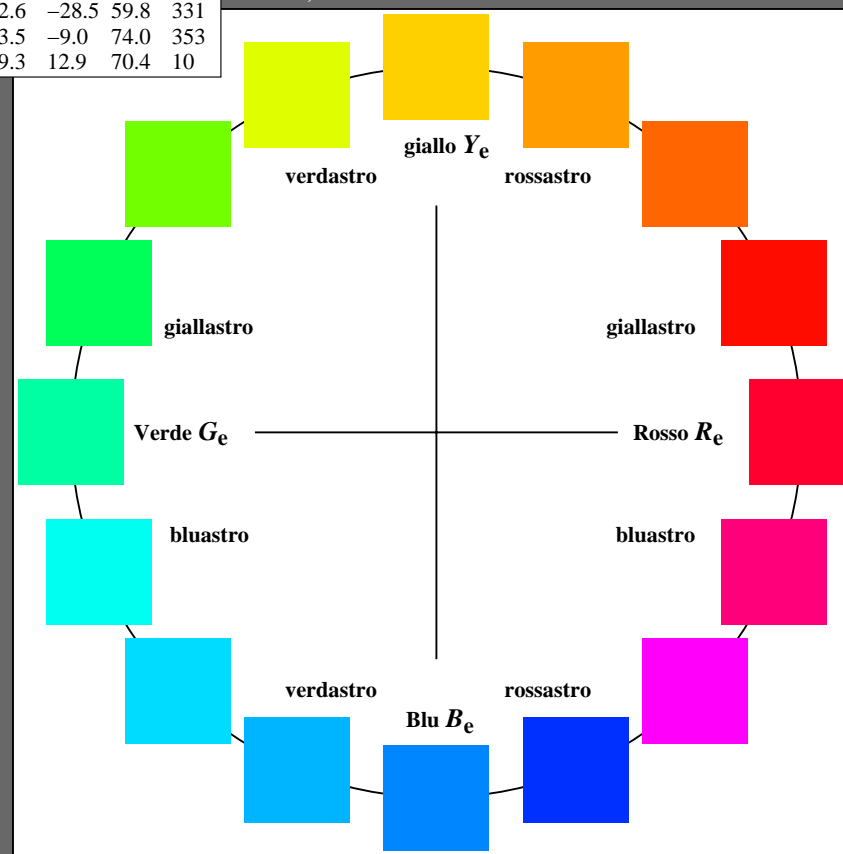 −28.5 59.8 331
−9.0 74.0 353
12.9 70.4 10
giallo Ye
verdastro rossastro
giallastro giallastro
Verde Ge Rosso Re
bluastro bluastro
verdastro rossastro
Blu Be